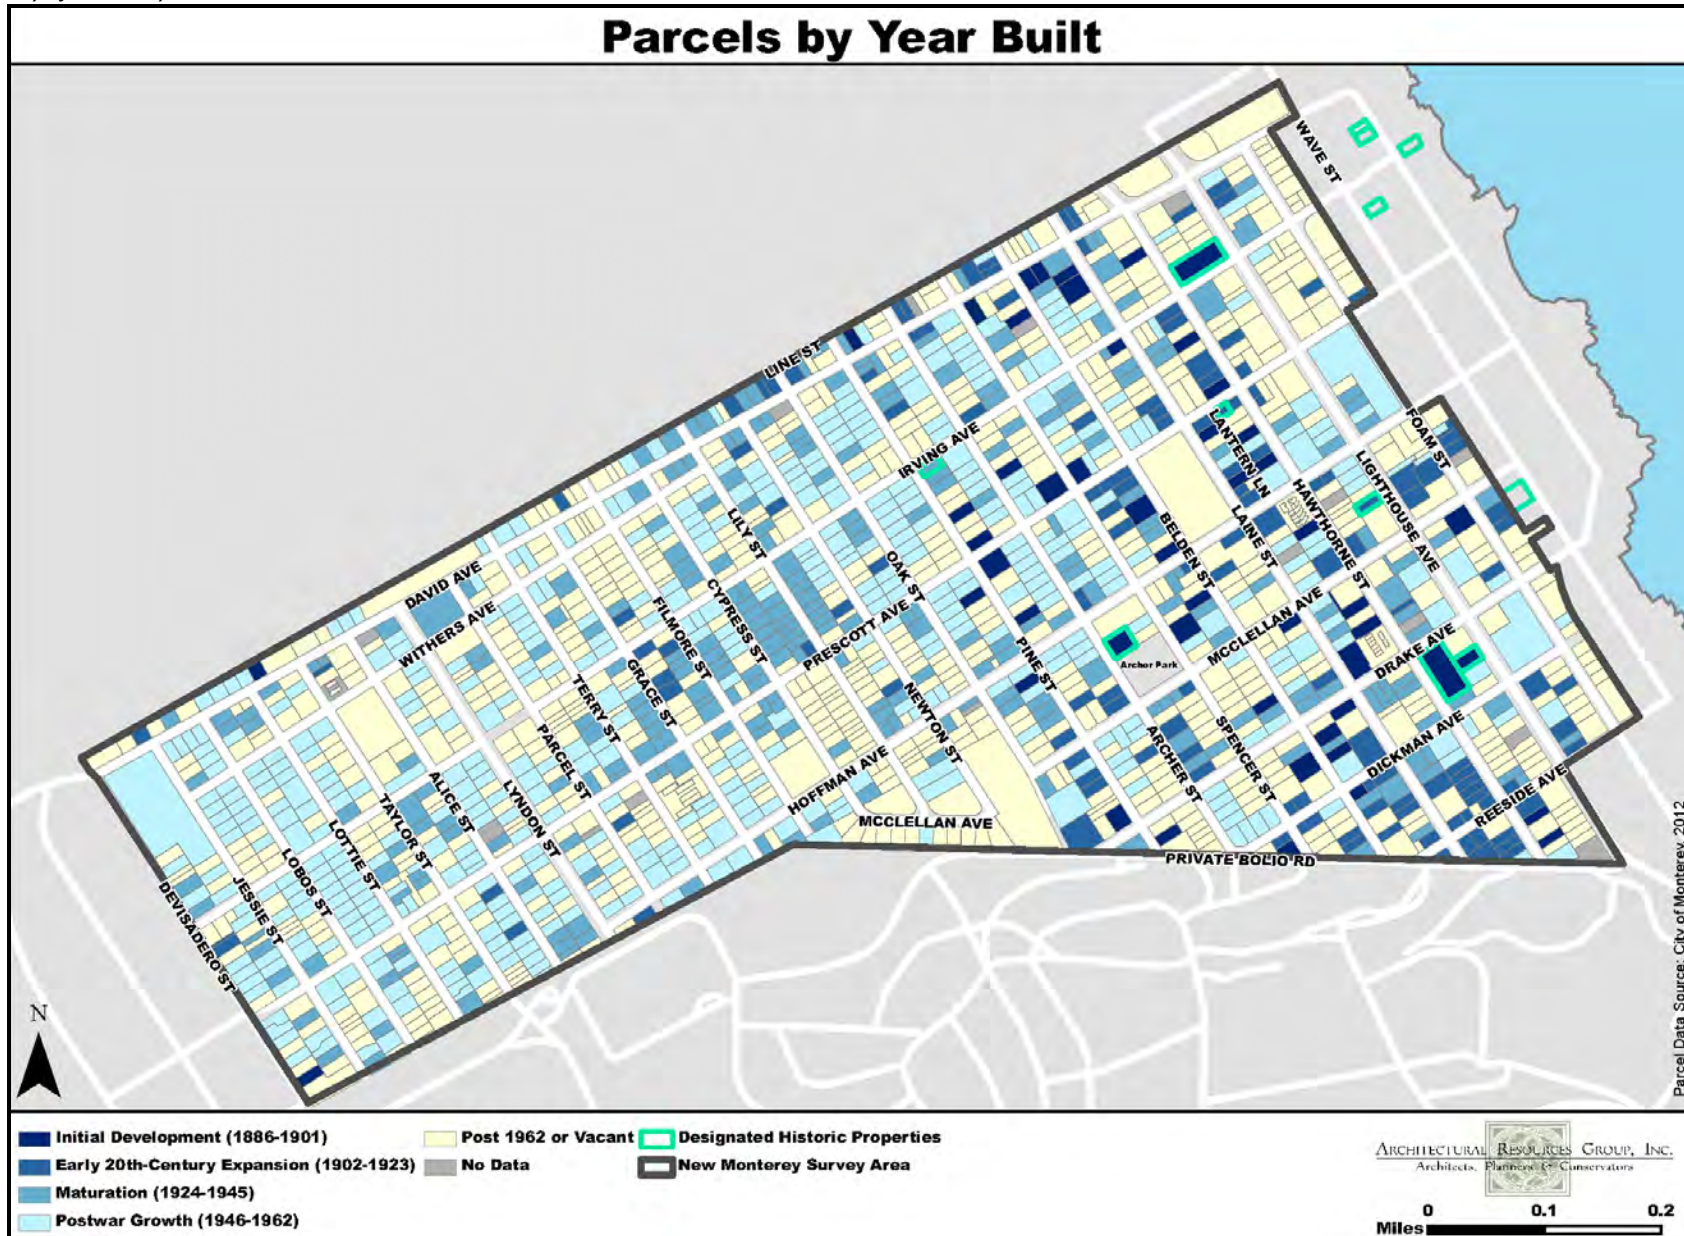 Parcels by Year Built
WAVE ST
LINE ST
IRVING AVE
LANTERN LN
FOAM ST
LIGHTHOUSE AVE
HAWTHORNE ST
LAINE ST
BELDEN ST
LILY ST
OAK ST
DAVID AVE
CYPRESS ST
WITHERS AVE
FILMORE ST
PRESCOTT AVE
MCCLELLAN AVE
DRAKE AVE
GRACE ST
PINE ST
Archor Park
TERRY ST
NEWTON ST
PARCEL ST
ARCHER ST
SPENCER ST
DICKMAN AVE
HOFFMAN AVE
ALICE ST
LYNDON ST
TAYLOR ST
MCCLELLAN AVE
REESIDE AVE
LOTTIE ST
LOBOS ST
PRIVATE BOLIO RD
JESSIE ST
DEVISADERO ST
N
Parcel Data Source: City of Monterey, 2012
Initial Development (1886-1901)
Early 20th-Century Expansion (1902-1923)
Maturation (1924-1945)
Postwar Growth (1946-1962)
Post 1962 or Vacant
No Data
Designated Historic Properties
New Monterey Survey Area
ARCHITECTURAL RESOURCES GROUP, INC.
Architects, Planners & Conservators
0 0.1 0.2
Miles